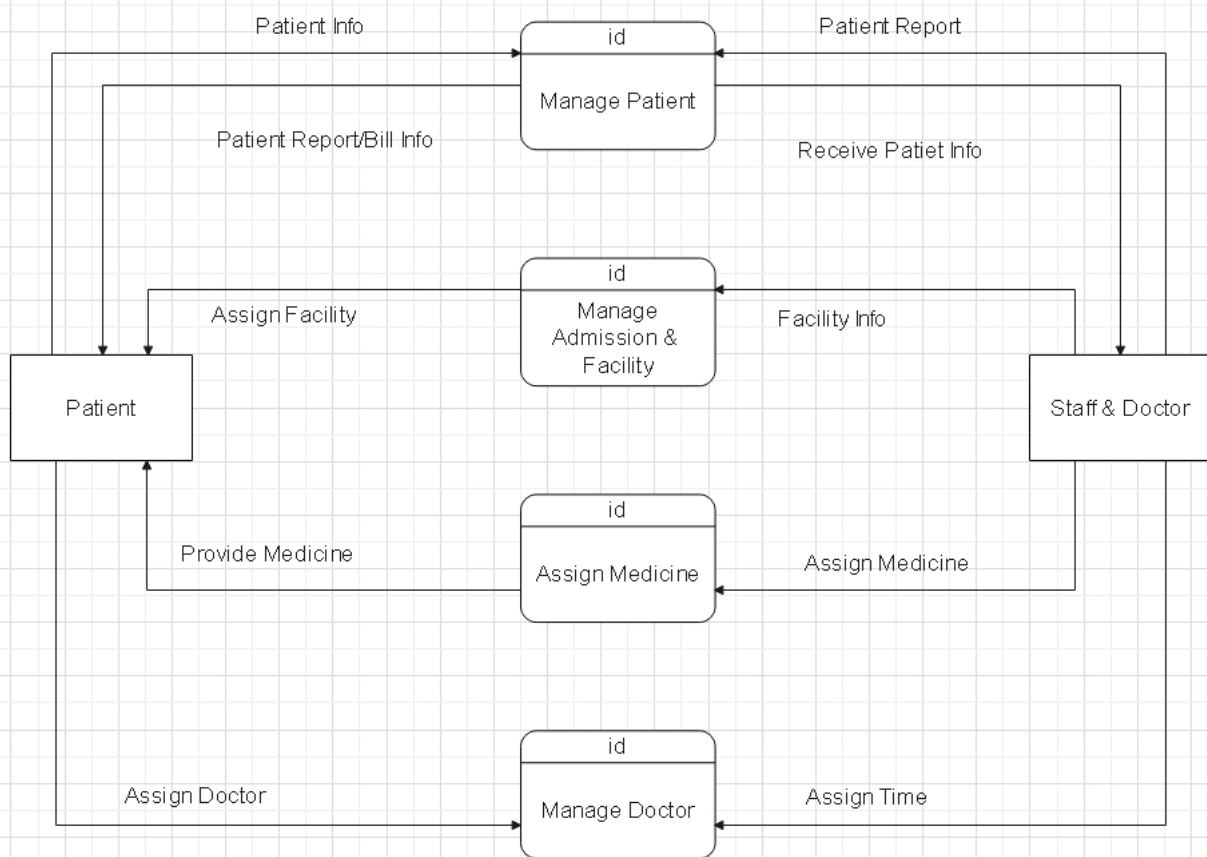 Patient Info
id
Patient Report
Manage Patient
Patient Report/Bill Info
Receive Patiet Info
id
Assign Facility
Manage
Admission &
Facility
Facility Info
Patient
Staff & Doctor
id
Provide Medicine
Assign Medicine
Assign Medicine
id
Assign Doctor
Manage Doctor
Assign Time